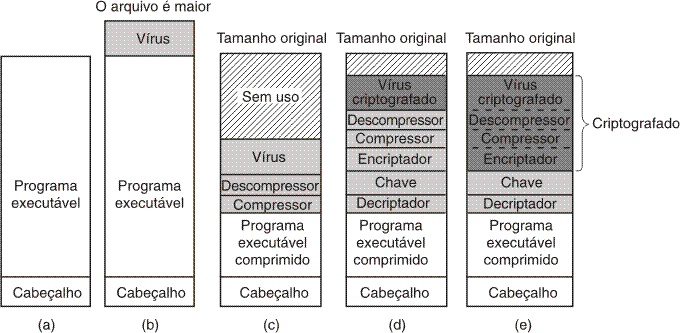 O arquivo é maior
Tamanho original
Tamanho original
Tamanho original
Programa
executável
Cabeçalho
(a)
Vírus
Programa
executável
Cabeçalho
(b)
Sem uso
Vírus
Descompressor
Compressor
Programa
executável
comprimido
Cabeçalho
(c)
Vírus
criptografado
Descompressor
Compressor
Encriptador
Chave
Decriptador
Programa
executável
comprimido
Cabeçalho
(d)
Vírus
criptografado
Descompressor
Compressor
Encriptador
Chave
Decriptador
Programa
executável
comprimido
Cabeçalho
(e)
Criptografado